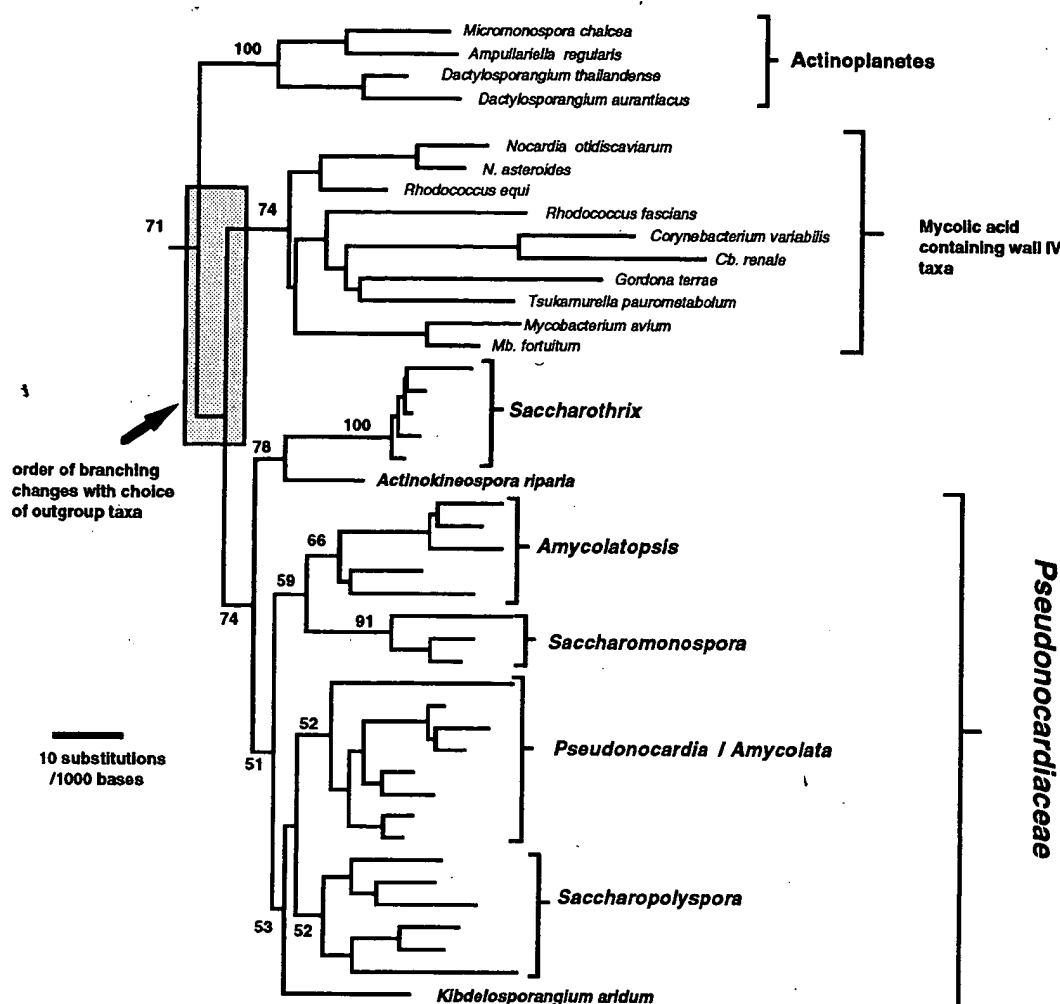 Micromonospora chalcea
100
Ampullariella regularis
Actinoplanetes
Dactylosporangium thailandense
Dactylosporangium aurantiacus
Nocardia otidiscaviarum
N. asteroides
Rhodococcus equi
74
Rhodococcus fascians
71
Mycolic acid
containing wall IV
taxa
Corynebacterium variabilis
Cb. renale
Gordona terrae
Tsukamurella paurometabolum
Mycobacterium avium
Mb. fortuitum
Saccharothrix
100
78
order of branching
changes with choice
of outgroup taxa
Actinokineospora riparia
66
Amycolatopsis
59
74
91
Saccharomonospora
Pseudonocardiaceae
52
10 substitutions
/1000 bases
Pseudonocardia / Amycolata
51
Saccharopolyspora
53
52
Kibdelosporangium aridum